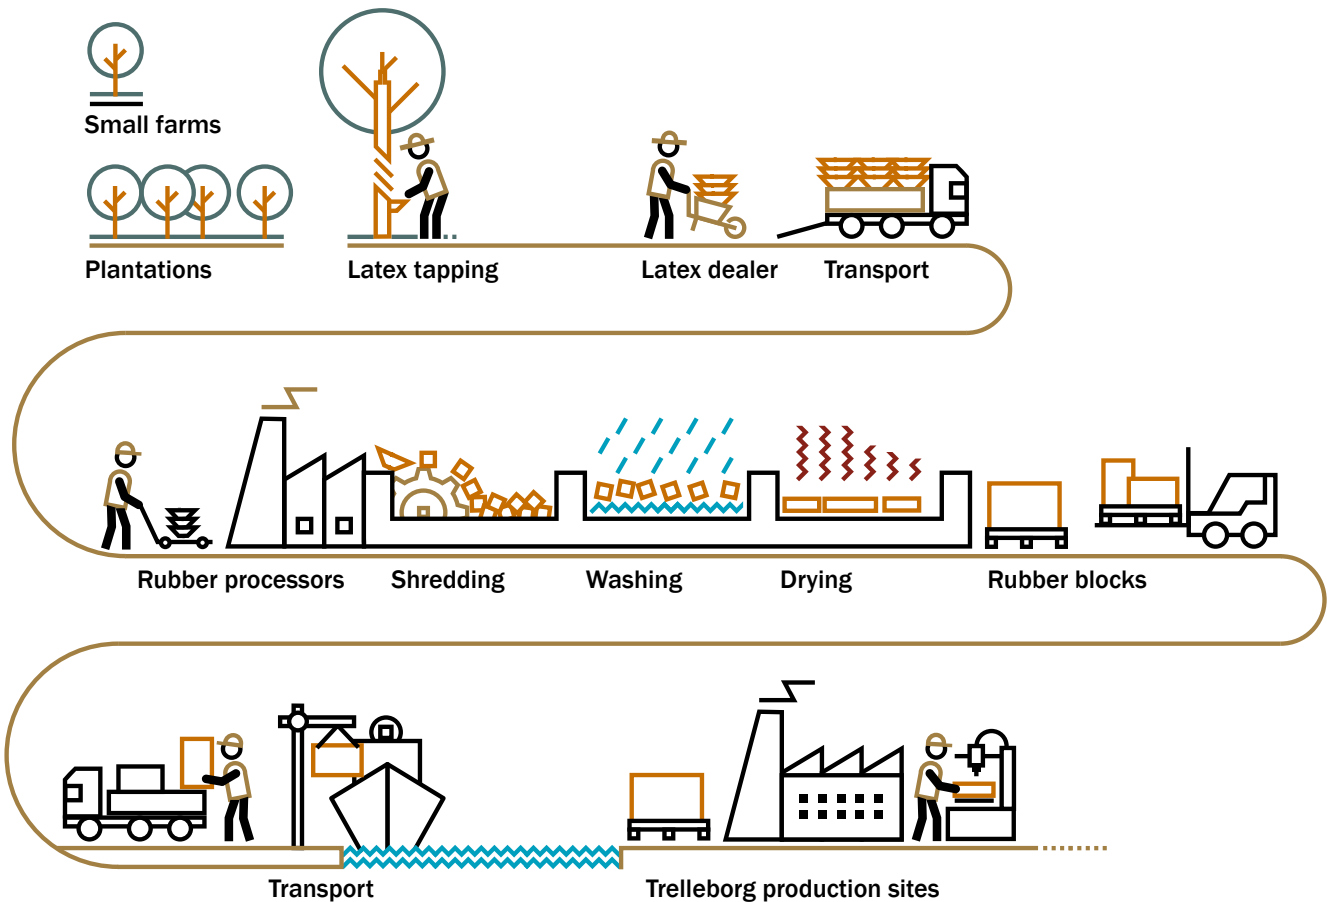 Small farms
Plantations
Latex tapping
Latex dealer
Transport
Rubber processors
Shredding
Washing
Drying
Rubber blocks
Transport
Trelleborg production sites